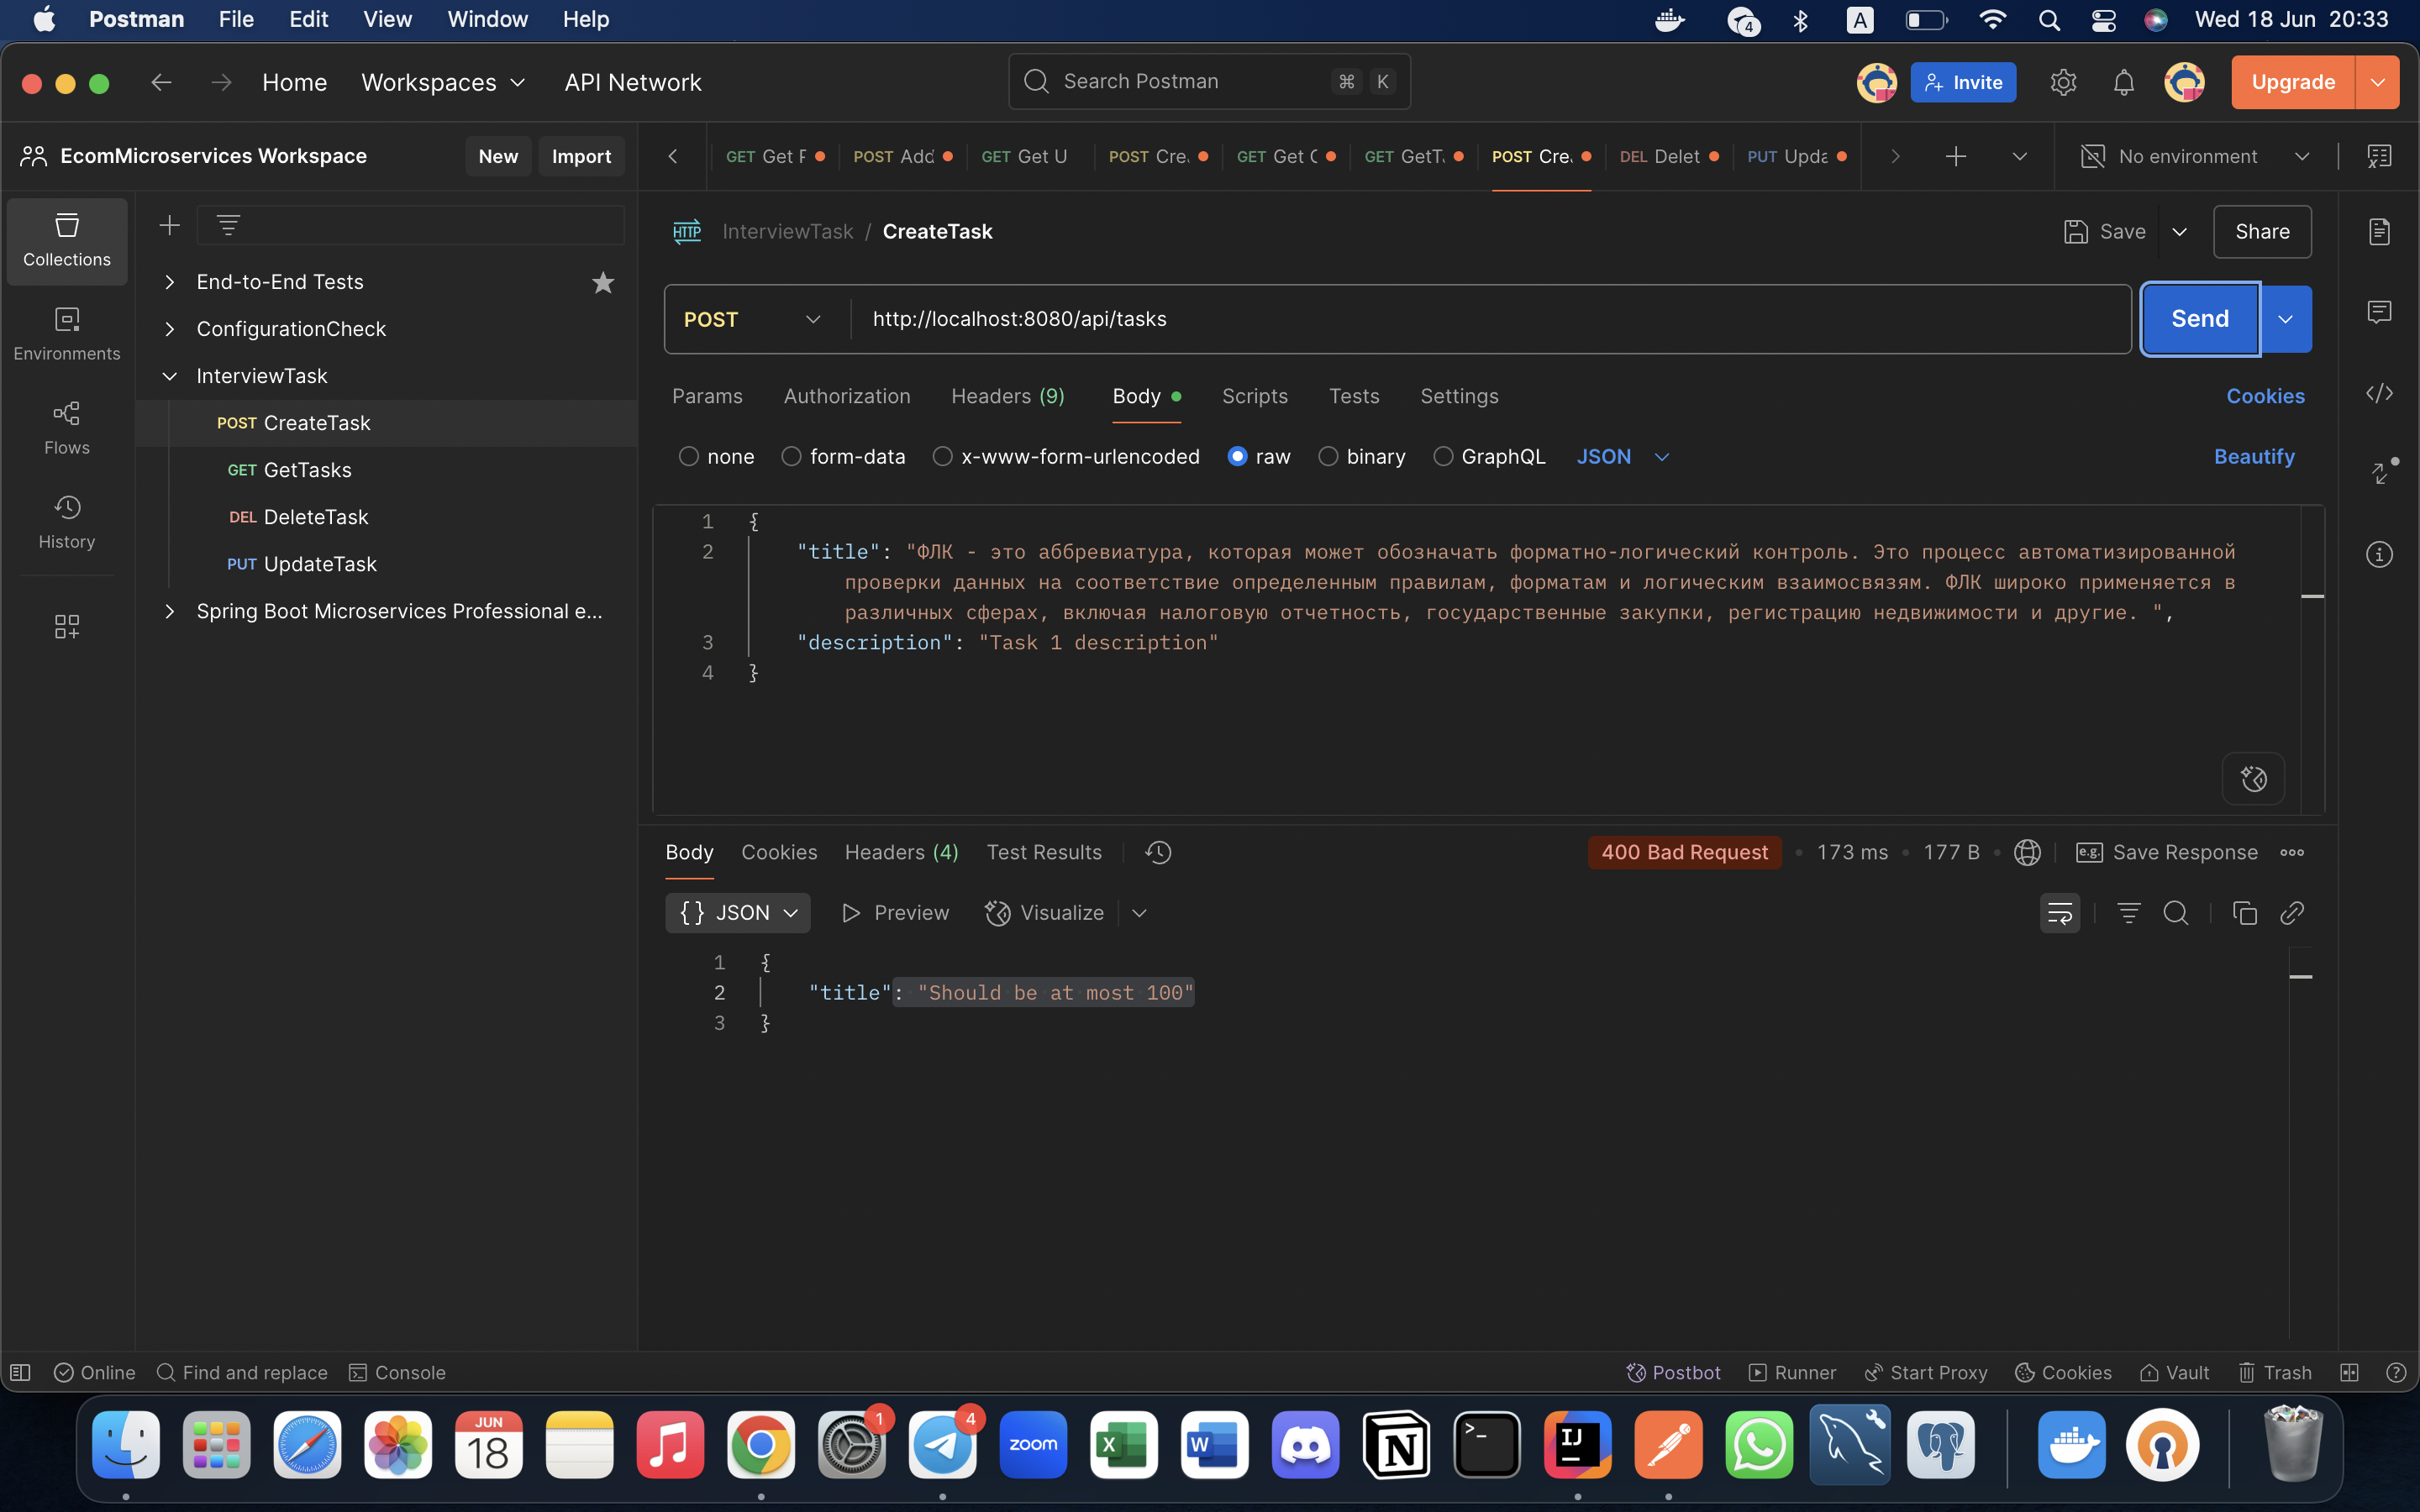 Postman File Edit View Window Help
4 A Wed 18 Jun 20:33
Home Workspaces API Network
Search Postman ⌘ K
Invite Upgrade
EcomMicroservices Workspace New Import
GET Get F POST Add GET Get U POST Cre GET Get GET GetT POST Cre DEL Delet PUT Upda No environment
Collections
Environments
Flows
History
End-to-End Tests
ConfigurationCheck
InterviewTask
POST CreateTask
GET GetTasks
DEL DeleteTask
PUT UpdateTask
Spring Boot Microservices Professional e...
HTTP InterviewTask / CreateTask Save Share
POST http://localhost:8080/api/tasks Send
Params Authorization Headers (9) Body Scripts Tests Settings Cookies
none form-data x-www-form-urlencoded raw binary GraphQL JSON Beautify
1 {
2 "title": "ФЛК - это аббревиатура, которая может обозначать форматно-логический контроль. Это процесс автоматизированной
проверки данных на соответствие определенным правилам, форматам и логическим взаимосвязям. ФЛК широко применяется в
различных сферах, включая налоговую отчетность, государственные закупки, регистрацию недвижимости и другие. ",
3 "description": "Task 1 description"
4 }
Body Cookies Headers (4) Test Results 400 Bad Request • 173 ms • 177 B • e.g. Save Response
{} JSON Preview Visualize
1 {
2 "title": "Should be at most 100"
3 }
Online Find and replace Console Postbot Runner Start Proxy Cookies Vault Trash
JUN
18
1
4
zoom
X
W
N
>_
IJ